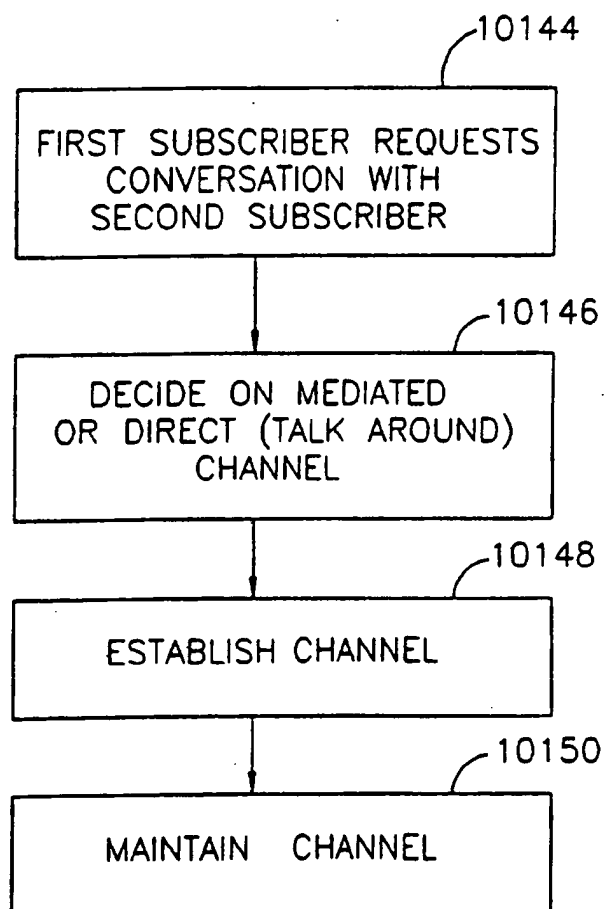 10144
FIRST SUBSCRIBER REQUESTS
CONVERSATION WITH
SECOND SUBSCRIBER
10146
DECIDE ON MEDIATED
OR DIRECT (TALK AROUND)
CHANNEL
10148
ESTABLISH CHANNEL
10150
MAINTAIN CHANNEL